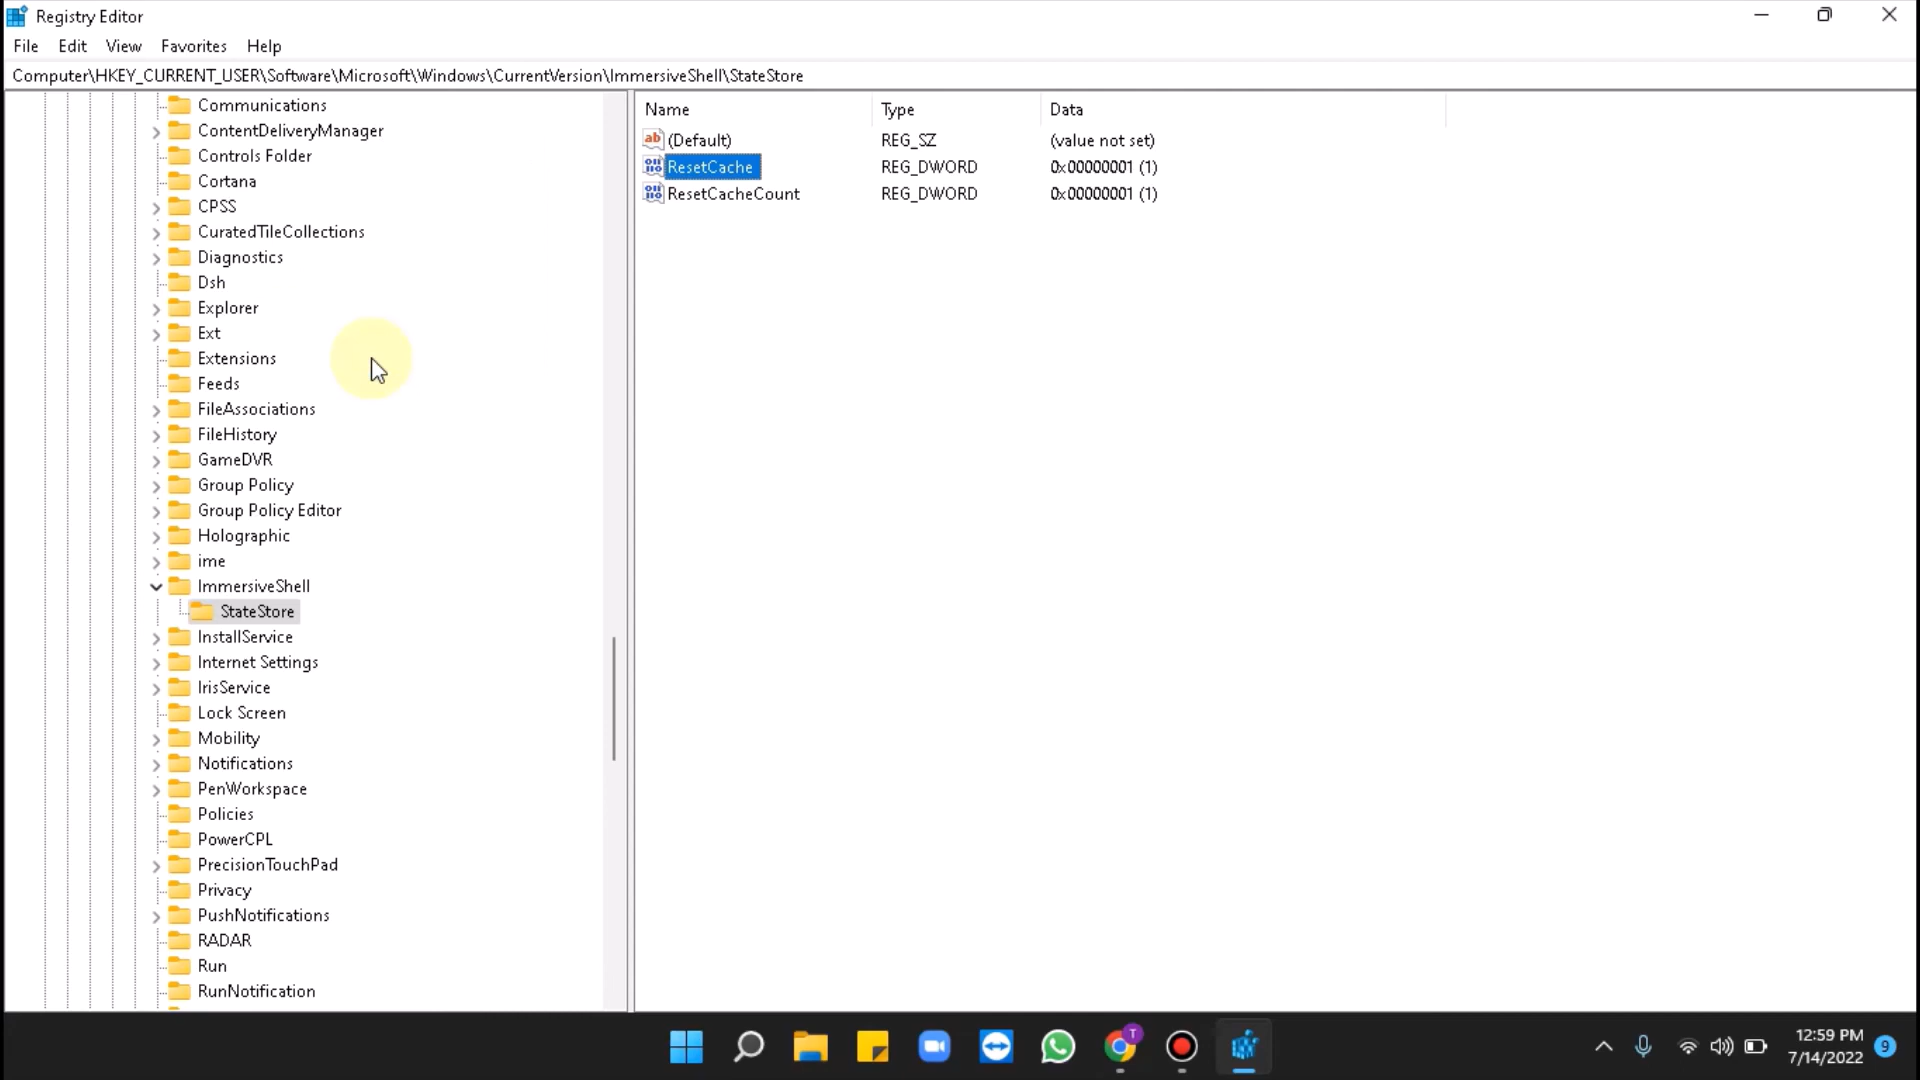 Registry Editor
File Edit View Favorites Help
Computer\HKEY_CURRENT_USER\Software\Microsoft\Windows\CurrentVersion\ImmersiveShell\StateStore
Communications
ContentDeliveryManager
Controls Folder
Cortana
CPSS
CuratedTileCollections
Diagnostics
Dsh
Explorer
Ext
Extensions
Feeds
FileAssociations
FileHistory
GameDVR
Group Policy
Group Policy Editor
Holographic
ime
ImmersiveShell
StateStore
InstallService
Internet Settings
IrisService
Lock Screen
Mobility
Notifications
PenWorkspace
Policies
PowerCPL
PrecisionTouchPad
Privacy
PushNotifications
RADAR
Run
RunNotification
Name Type Data
(Default) REG_SZ (value not set)
ResetCache REG_DWORD 0x00000001 (1)
ResetCacheCount REG_DWORD 0x00000001 (1)
T
12:59 PM
7/14/2022
9